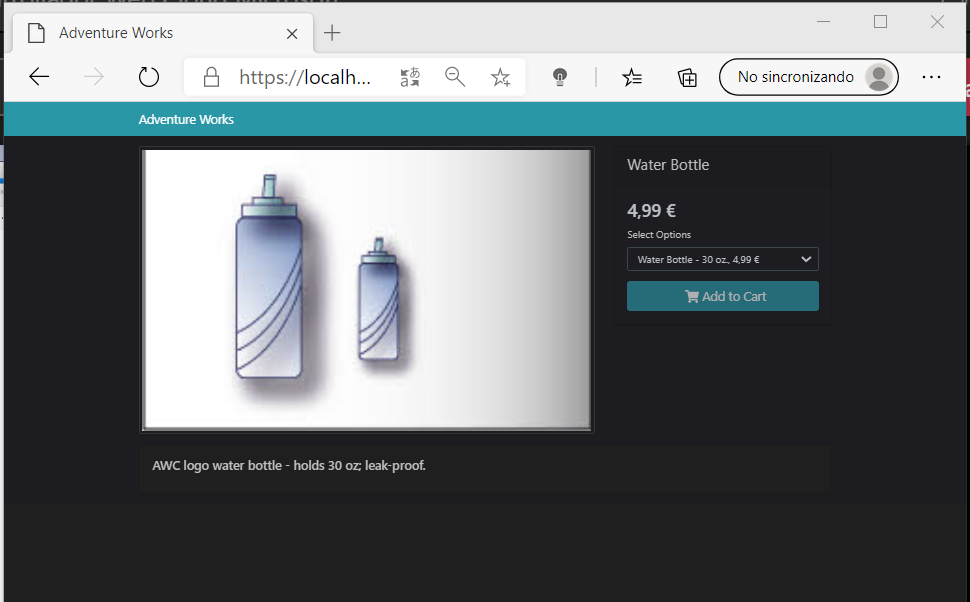 Adventure Works
https://localh...
No sincronizando
Adventure Works
Water Bottle
4,99 €
Select Options
Water Bottle - 30 oz., 4,99 €
Add to Cart
AWC logo water bottle - holds 30 oz; leak-proof.